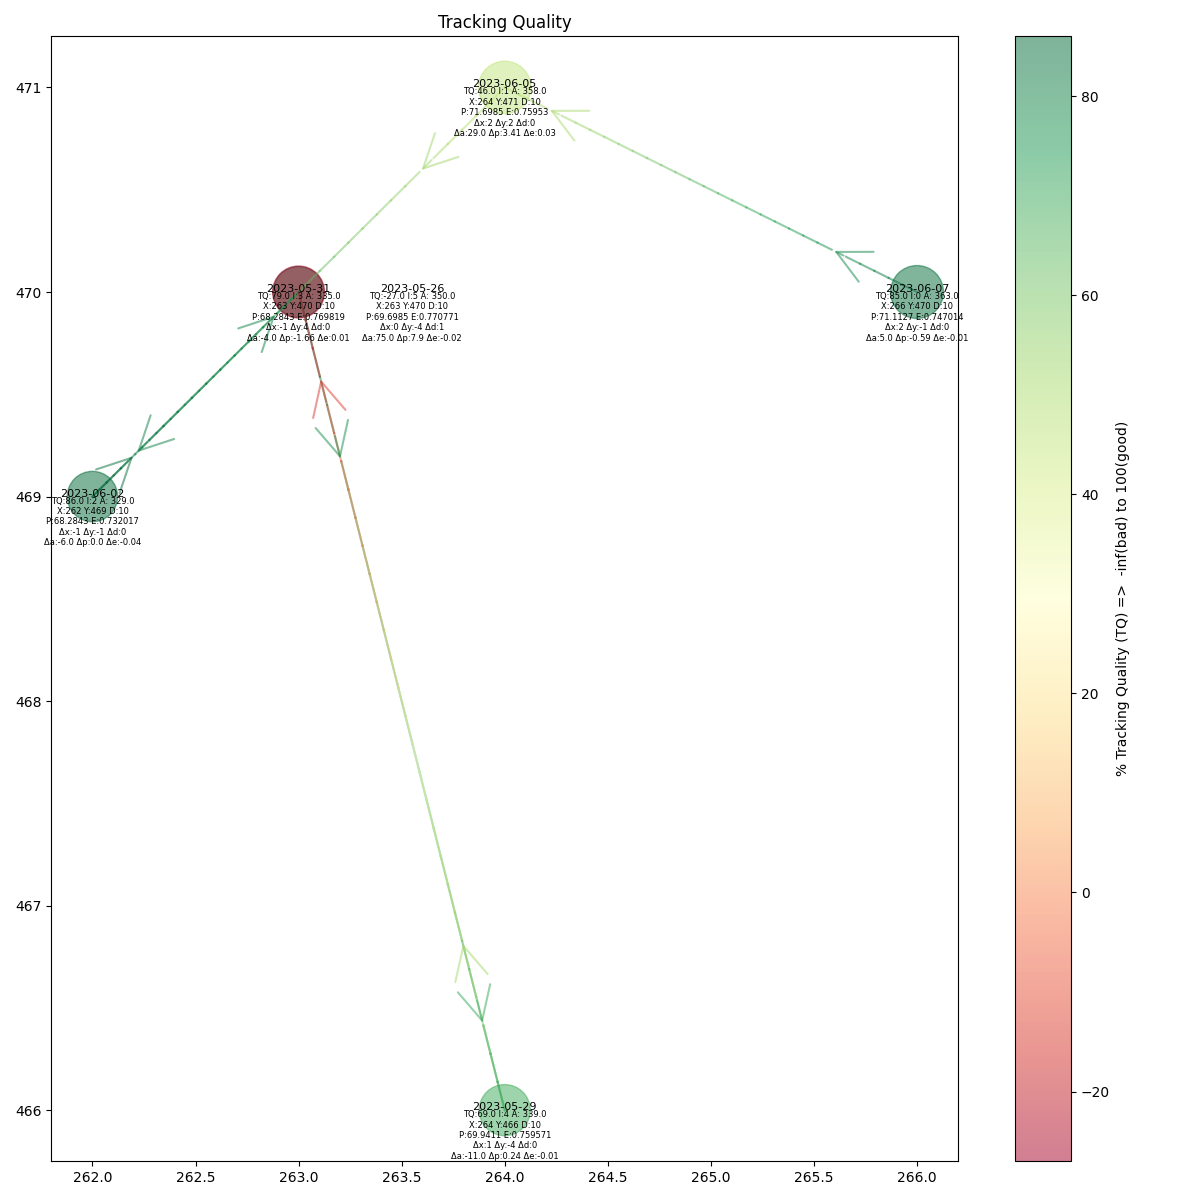 Tracking Quality
471
470
469
468
467
466
262.0
262.5
263.0
263.5
264.0
264.5
265.0
265.5
266.0
2023-06-05
TQ:46.0 I:1 A: 358.0
X:264 Y:471 D:10
P:71.6985 E:0.75953
Δx:2 Δy:2 Δd:0
Δa:29.0 Δp:3.41 Δe:0.03
2023-05-31
TQ:79.0 I:3 A: 335.0
X:263 Y:470 D:10
P:68.2843 E:0.769819
Δx:-1 Δy:4 Δd:0
Δa:-4.0 Δp:-1.66 Δe:0.01
2023-05-26
TQ:-27.0 I:5 A: 350.0
X:263 Y:470 D:10
P:69.6985 E:0.770771
Δx:0 Δy:-4 Δd:1
Δa:75.0 Δp:7.9 Δe:-0.02
2023-06-07
TQ:85.0 I:0 A: 363.0
X:266 Y:470 D:10
P:71.1127 E:0.747014
Δx:2 Δy:-1 Δd:0
Δa:5.0 Δp:-0.59 Δe:-0.01
2023-06-02
TQ:86.0 I:2 A: 329.0
X:262 Y:469 D:10
P:68.2843 E:0.732017
Δx:-1 Δy:-1 Δd:0
Δa:-6.0 Δp:0.0 Δe:-0.04
2023-05-29
TQ:69.0 I:4 A: 339.0
X:264 Y:466 D:10
P:69.9411 E:0.759571
Δx:1 Δy:-4 Δd:0
Δa:-11.0 Δp:0.24 Δe:-0.01
80
60
40
20
0
−20
% Tracking Quality (TQ) => -inf(bad) to 100(good)